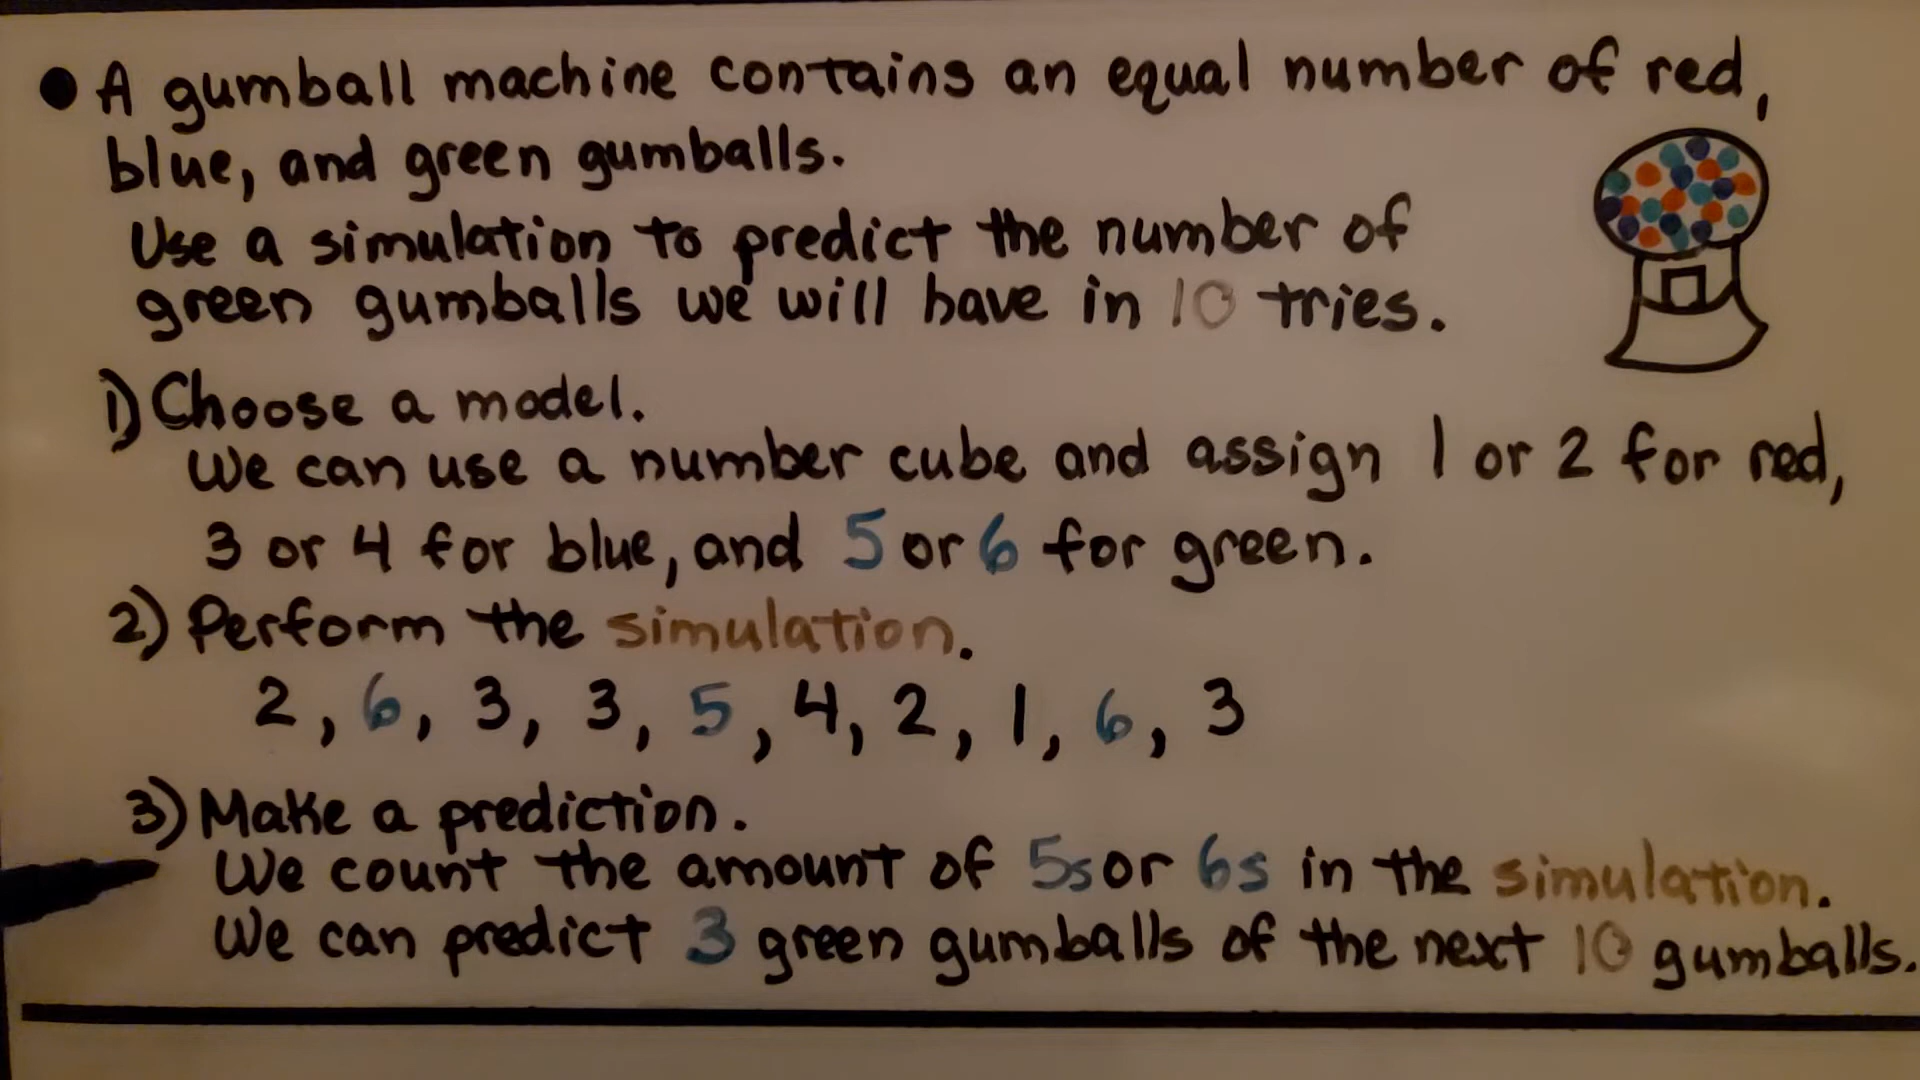 ● A gumball machine contains an equal number of red,
blue, and green gumballs.
Use a simulation to predict the number of
green gumballs we will have in 10 tries.
1) Choose a model.
We can use a number cube and assign 1 or 2 for red,
3 or 4 for blue, and 5 or 6 for green.
2) Perform the simulation.
2, 6, 3, 3, 5, 4, 2, 1, 6, 3
3) Make a prediction.
We count the amount of 5s or 6s in the simulation.
We can predict 3 green gumballs of the next 10 gumballs.